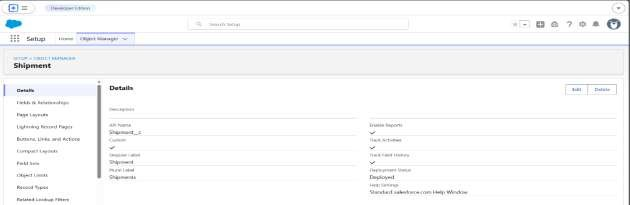 Developer Edition
Search Setup
Setup
Home
Object Manager
SETUP > OBJECT MANAGER
Shipment
Details
Fields & Relationships
Page Layouts
Lightning Record Pages
Buttons, Links, and Actions
Compact Layouts
Field Sets
Object Limits
Record Types
Related Lookup Filters
Details
Edit
Delete
Description
API Name
Shipment__c
Custom
Singular Label
Shipment
Plural Label
Shipments
Enable Reports
Track Activities
Track Field History
Deployment Status
Deployed
Help Settings
Standard salesforce.com Help Window